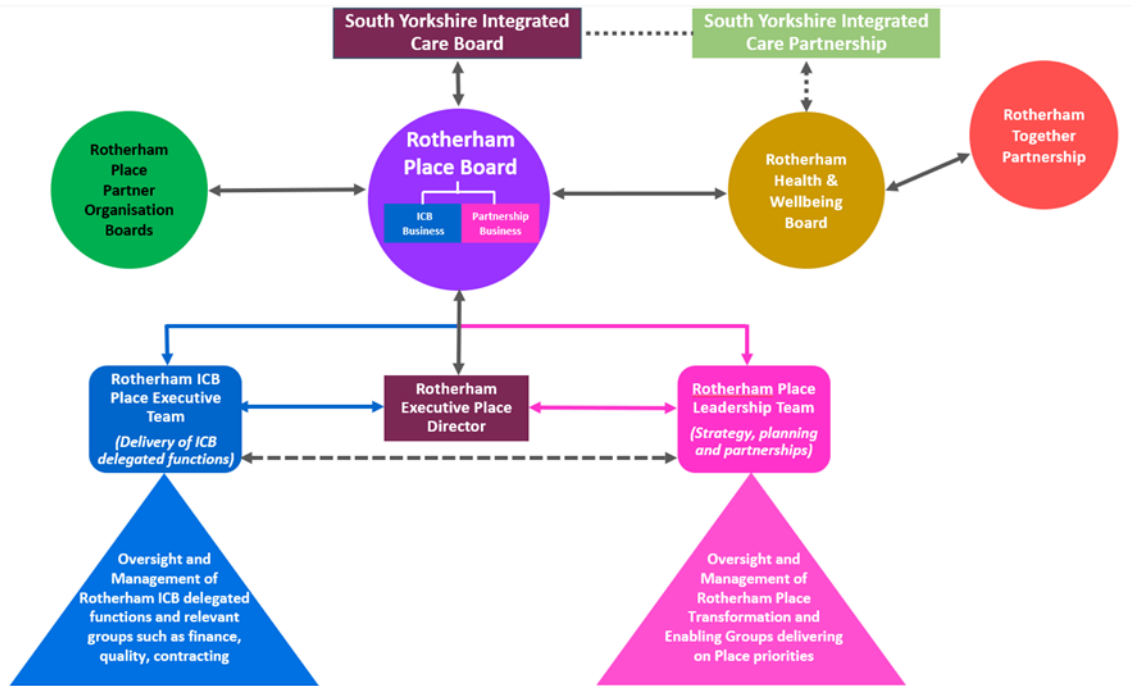 South Yorkshire Integrated
Care Board
South Yorkshire Integrated
Care Partnership
Rotherham
Place
Partner
Organisation
Boards
Rotherham
Place Board
ICB
Business
Partnership
Business
Rotherham
Health &
Wellbeing
Board
Rotherham
Together
Partnership
Rotherham ICB
Place Executive
Team
(Delivery of ICB
delegated functions)
Rotherham
Executive Place
Director
Rotherham Place
Leadership Team
(Strategy, planning
and partnerships)
Oversight and
Management of
Rotherham ICB delegated
functions and relevant
groups such as finance,
quality, contracting
Oversight and
Management of
Rotherham Place
Transformation and
Enabling Groups delivering
on Place priorities